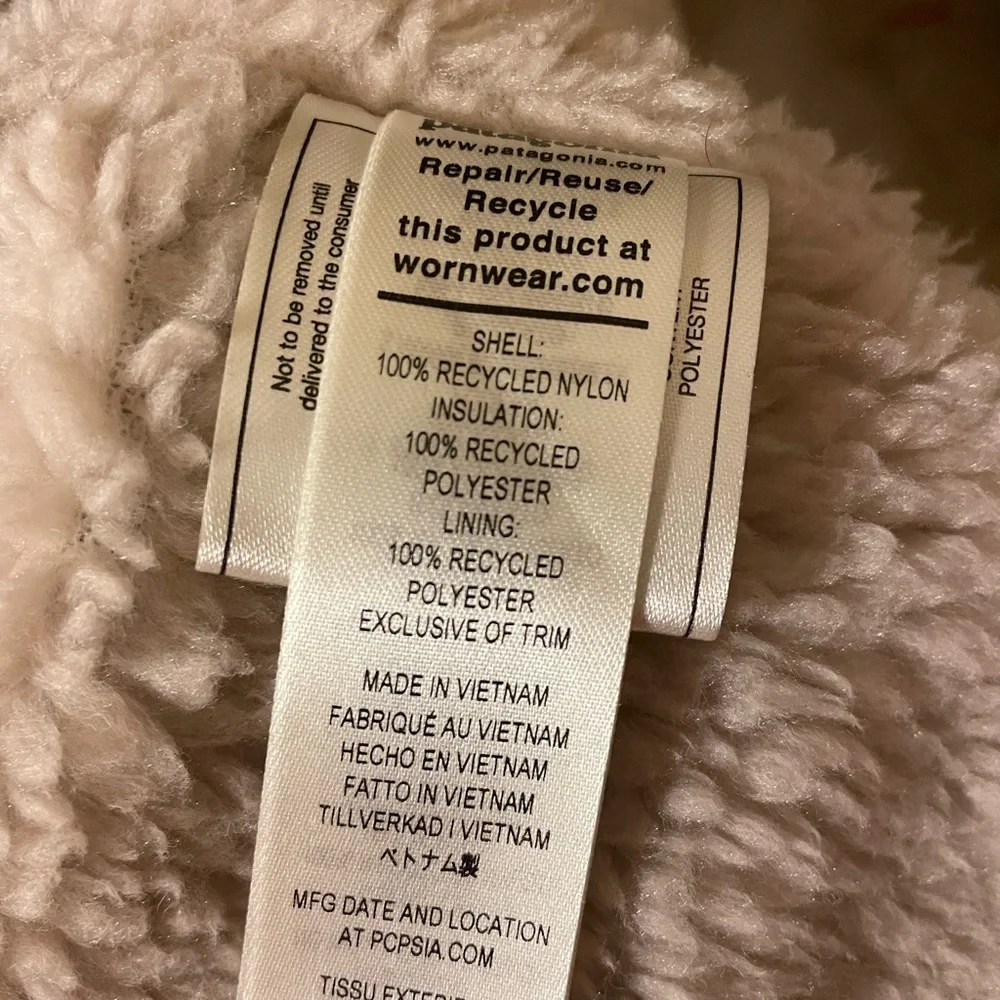 Not to be removed until
delivered to the consumer
patagonia
www.patagonia.com
Repair/Reuse/
Recycle
this product at
wornwear.com
SHELL:
100% RECYCLED NYLON
INSULATION:
100% RECYCLED
POLYESTER
LINING:
100% RECYCLED
POLYESTER
EXCLUSIVE OF TRIM
MADE IN VIETNAM
FABRIQUÉ AU VIETNAM
HECHO EN VIETNAM
FATTO IN VIETNAM
TILLVERKAD I VIETNAM
ベトナム製
MFG DATE AND LOCATION
AT PCPSIA.COM
TISSU
POLYESTER